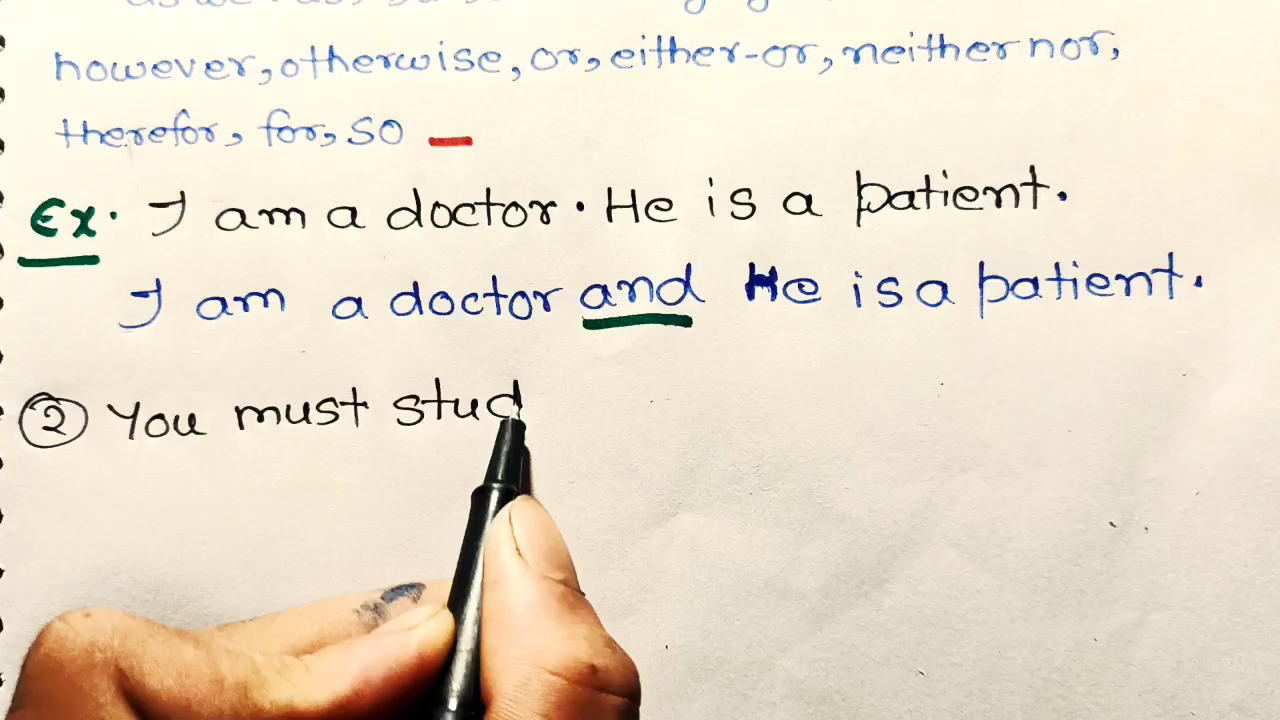 however, otherwise, or, either-or, neither nor,
therefor, for, so —
Ex. I am a doctor. He is a patient.
I am a doctor and He is a patient.
② You must stud